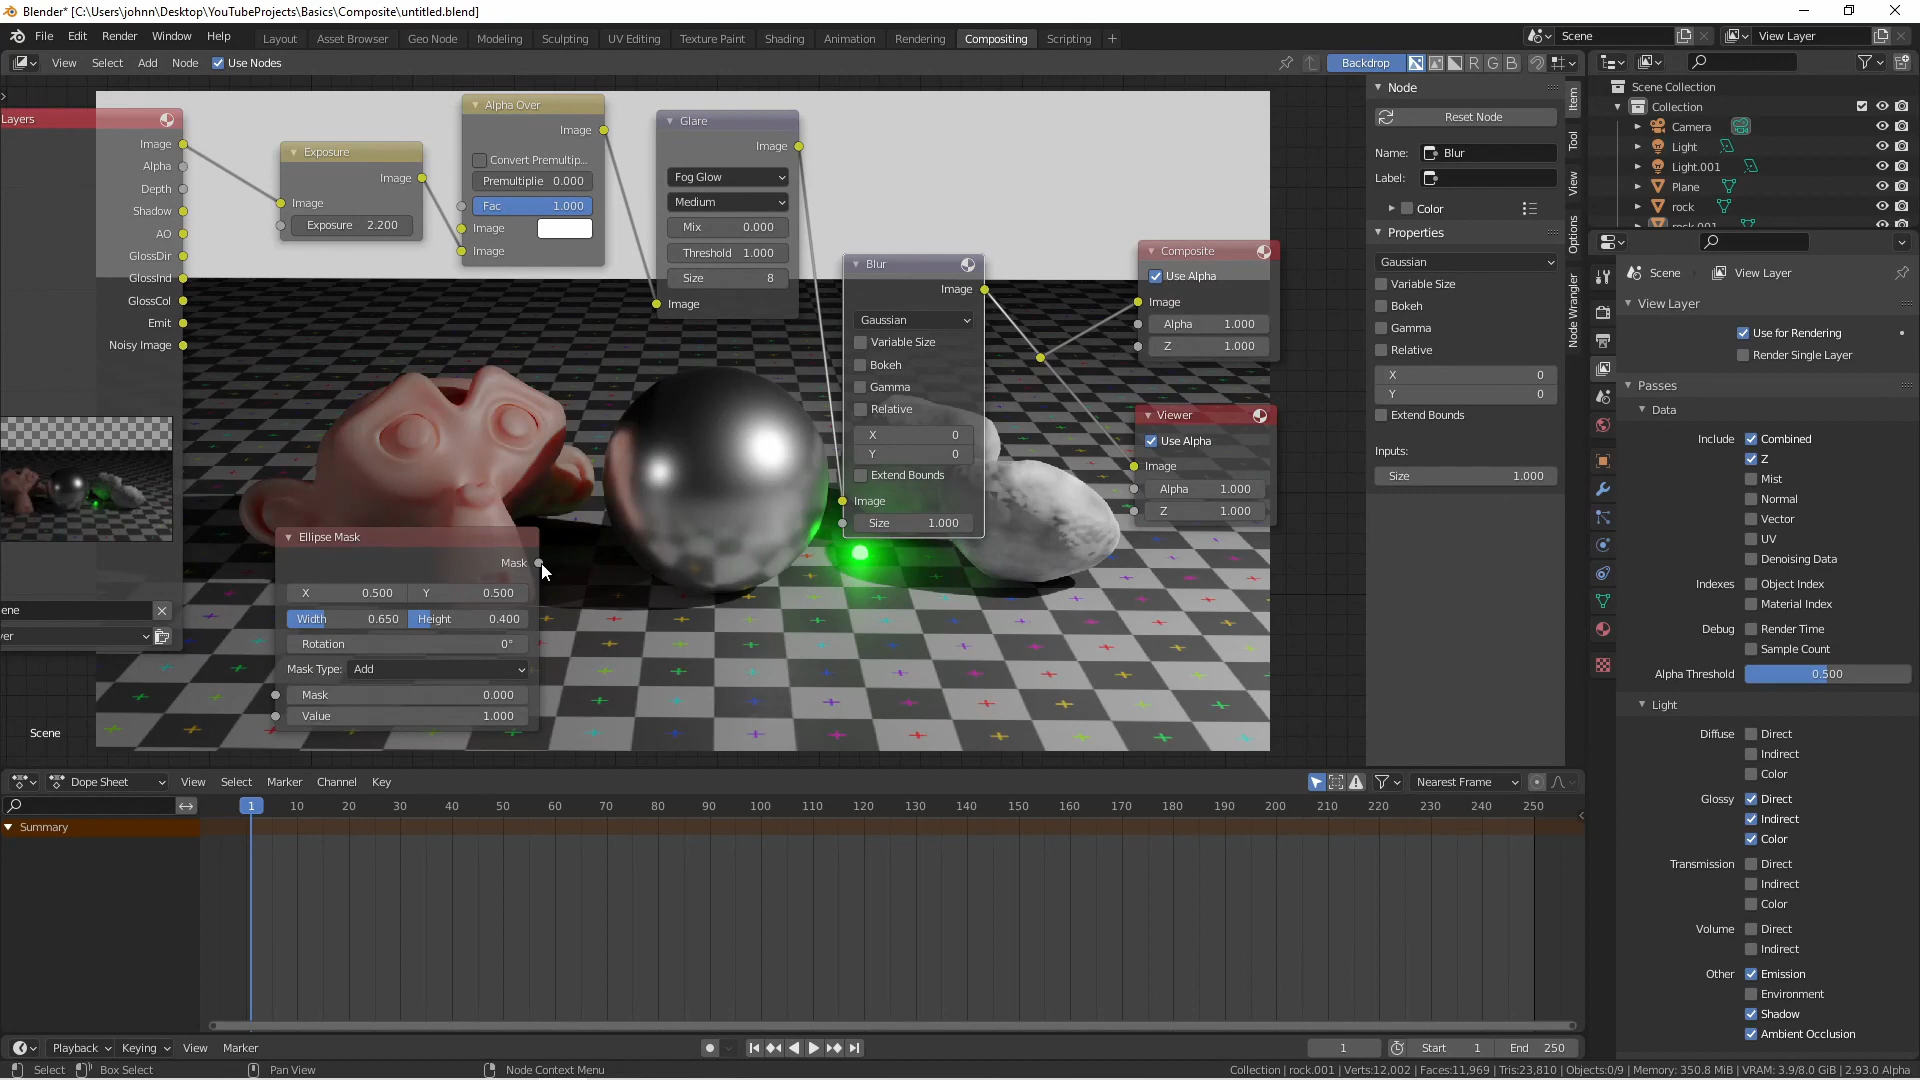 Blender* [C:\Users\johnn\Desktop\YouTubeProjects\Basics\Composite\untitled.blend]
File Edit Render Window Help Layout Asset Browser Geo Node Modeling Sculpting UV Editing Texture Paint Shading Animation Rendering Compositing Scripting + Scene View Layer
View Select Add Node Use Nodes Backdrop R G B
Layers
Image
Alpha
Depth
Shadow
AO
GlossDir
GlossInd
GlossCol
Emit
Noisy Image
ene
yer
Exposure
Image
Image
Exposure 2.200
Alpha Over
Image
Convert Premultip...
Premultiplie 0.000
Fac 1.000
Image
Image
Glare
Image
Fog Glow
Medium
Mix 0.000
Threshold 1.000
Size 8
Image
Blur
Image
Gaussian
Variable Size
Bokeh
Gamma
Relative
X 0
Y 0
Extend Bounds
Image
Size 1.000
Composite
Use Alpha
Image
Alpha 1.000
Z 1.000
Viewer
Use Alpha
Image
Alpha 1.000
Z 1.000
Ellipse Mask
Mask
X 0.500 Y 0.500
Width 0.650 Height 0.400
Rotation 0°
Mask Type: Add
Mask 0.000
Value 1.000
Scene
Node
Reset Node
Name: Blur
Label:
Color
Properties
Gaussian
Variable Size
Bokeh
Gamma
Relative
X 0
Y 0
Extend Bounds
Inputs:
Size 1.000
Item
Tool
View
Options
Node Wrangler
Scene Collection
Collection
Camera
Light
Light.001
Plane
rock
rock.001
Scene View Layer
View Layer
Use for Rendering
Render Single Layer
Passes
Data
Include Combined
Z
Mist
Normal
Vector
UV
Denoising Data
Indexes Object Index
Material Index
Debug Render Time
Sample Count
Alpha Threshold 0.500
Light
Diffuse Direct
Indirect
Color
Glossy Direct
Indirect
Color
Transmission Direct
Indirect
Color
Volume Direct
Indirect
Other Emission
Environment
Shadow
Ambient Occlusion
Dope Sheet View Select Marker Channel Key Nearest Frame
1 10 20 30 40 50 60 70 80 90 100 110 120 130 140 150 160 170 180 190 200 210 220 230 240 250
Summary
Playback Keying View Marker 1 Start 1 End 250
Select Box Select Pan View Node Context Menu Collection | rock.001 | Verts:12,002 | Faces:11,969 | Tris:23,810 | Objects:0/9 | Memory: 350.8 MiB | VRAM: 3.9/8.0 GiB | 2.93.0 Alpha